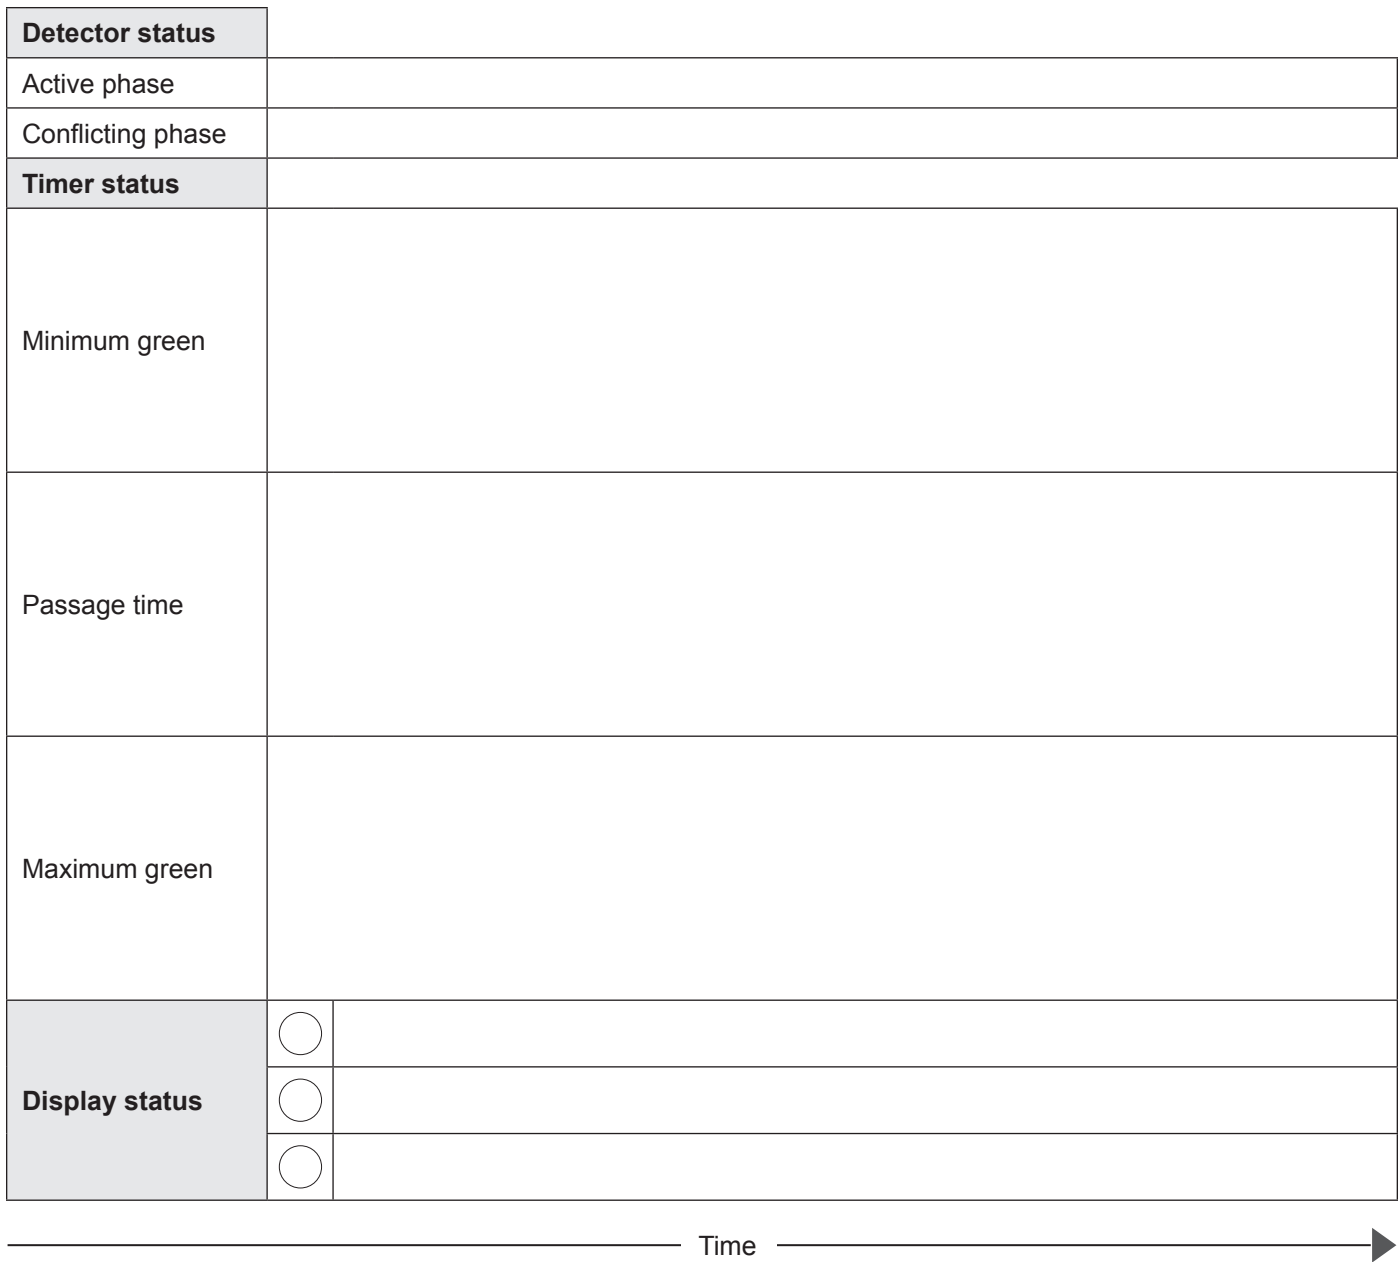 Detector status
Active phase
Conflicting phase
Timer status
Minimum green
Passage time
Maximum green
Display status
Time